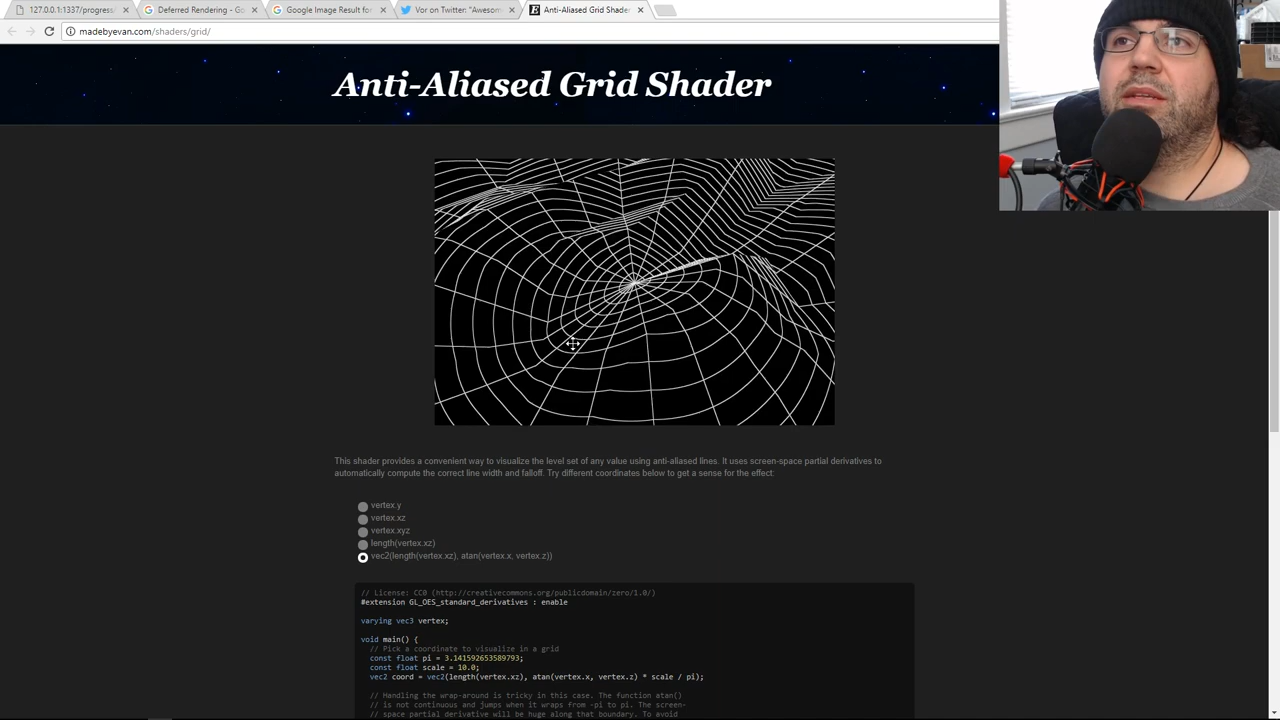 127.0.0.1:1337/progress
Deferred Rendering - Go
Google Image Result for
Vor on Twitter: "Awesom
Anti-Aliased Grid Shader
madebyevan.com/shaders/grid/
Anti-Aliased Grid Shader
This shader provides a convenient way to visualize the level set of any value using anti-aliased lines. It uses screen-space partial derivatives to
automatically compute the correct line width and falloff. Try different coordinates below to get a sense for the effect:
vertex.y
vertex.xz
vertex.xyz
length(vertex.xz)
vec2(length(vertex.xz), atan(vertex.x, vertex.z))
// License: CC0 (http://creativecommons.org/publicdomain/zero/1.0/)
#extension GL_OES_standard_derivatives : enable
varying vec3 vertex;
void main() {
// Pick a coordinate to visualize in a grid
const float pi = 3.141592653589793;
const float scale = 10.0;
vec2 coord = vec2(length(vertex.xz), atan(vertex.x, vertex.z) * scale / pi);
// Handling the wrap-around is tricky in this case. The function atan()
// is not continuous and jumps when it wraps from -pi to pi. The screen-
// space partial derivative will be huge along that boundary. To avoid